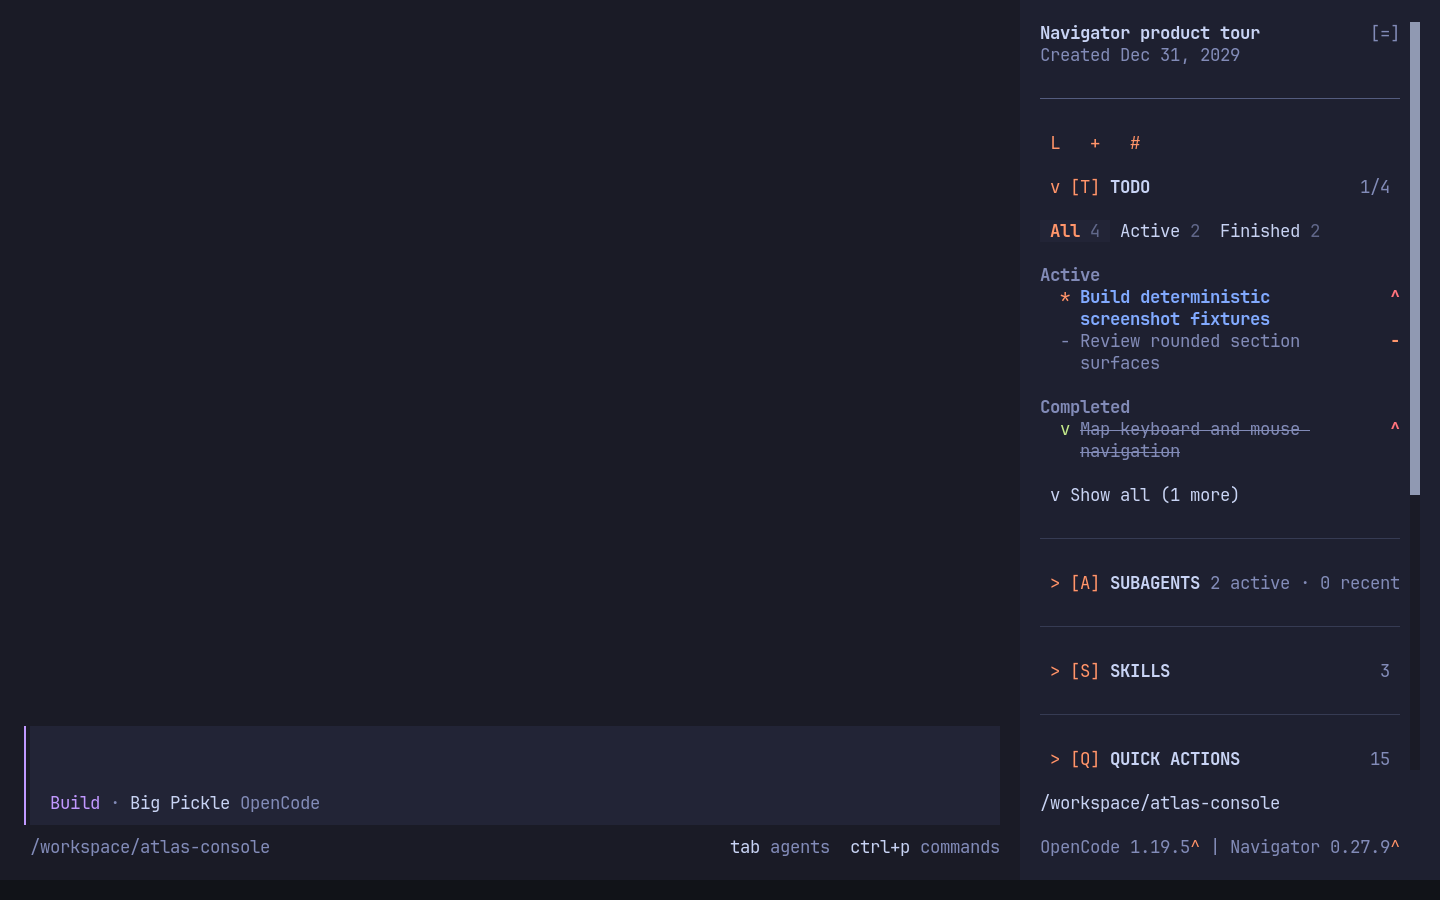 Navigator product tour [=]
Created Dec 31, 2029
L + #
v [T] TODO 1/4
All 4 Active 2 Finished 2
Active
* Build deterministic ^
screenshot fixtures
- Review rounded section -
surfaces
Completed
v Map keyboard and mouse ^
navigation
v Show all (1 more)
> [A] SUBAGENTS 2 active · 0 recent
> [S] SKILLS 3
> [Q] QUICK ACTIONS 15
/workspace/atlas-console
OpenCode 1.19.5^ | Navigator 0.27.9^
Build · Big Pickle OpenCode
/workspace/atlas-console tab agents ctrl+p commands